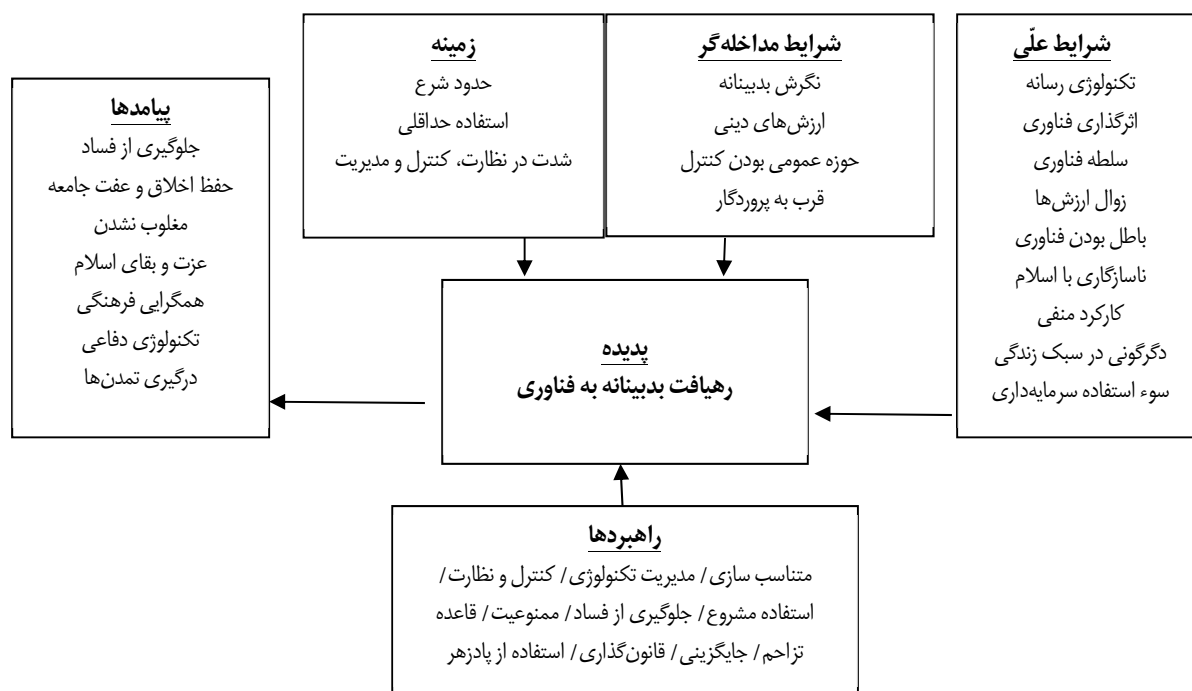 شرایط علّی
تکنولوژی رسانه
اثرگذاری فناوری
سلطه فناوری
زوال ارزش‌ها
باطل بودن فناوری
ناسازگاری با اسلام
کارکرد منفی
دگرگونی در سبک زندگی
سوء استفاده سرمایه‌داری
شرایط مداخله‌گر
نگرش بدبینانه
ارزش‌های دینی
حوزه عمومی بودن کنترل
قرب به پروردگار
زمینه
حدود شرع
استفاده حداقلی
شدت در نظارت، کنترل و مدیریت
پیامدها
جلوگیری از فساد
حفظ اخلاق و عفت جامعه
مغلوب نشدن
عزت و بقای اسلام
همگرایی فرهنگی
تکنولوژی دفاعی
درگیری تمدن‌ها
پدیده
رهیافت بدبینانه به فناوری
راهبردها
متناسب سازی/ مدیریت تکنولوژی/ کنترل و نظارت/
استفاده مشروع/ جلوگیری از فساد/ ممنوعیت/ قاعده
تزاحم/ جایگزینی/ قانون‌گذاری/ استفاده از پادزهر